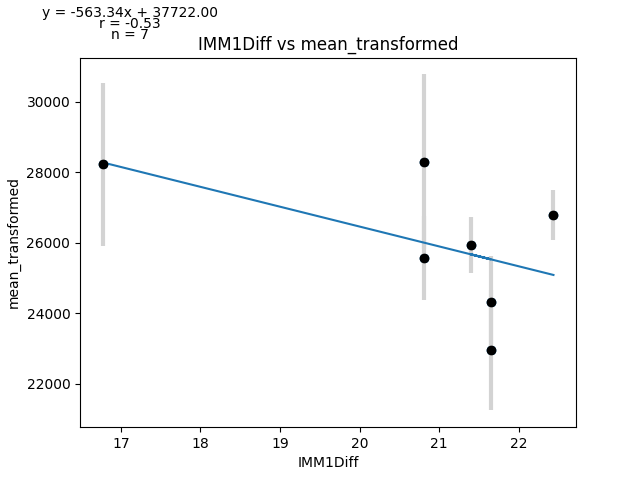 y = -563.34x + 37722.00
r = -0.53
n = 7
IMM1Diff vs mean_transformed
30000
28000
26000
24000
22000
mean_transformed
17 18 19 20 21 22
IMM1Diff